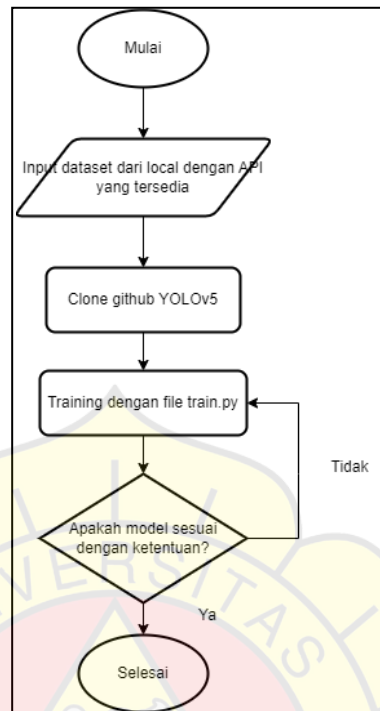 Mulai
Input dataset dari local dengan API
yang tersedia
Clone github YOLOv5
Training dengan file train.py
Tidak
Apakah model sesuai
dengan ketentuan?
Ya
Selesai
VERSITAS